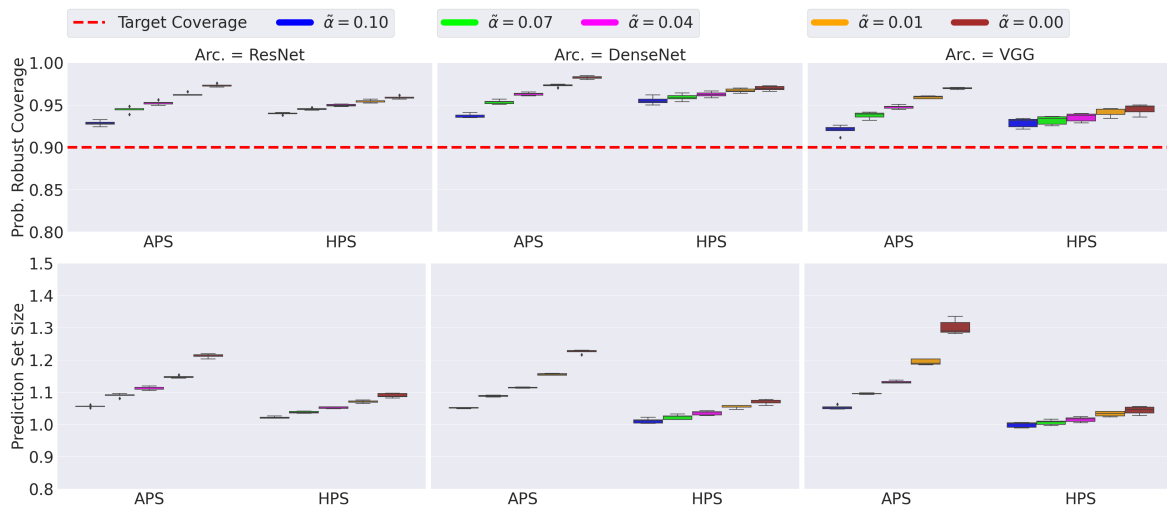 Target Coverage
α̃ = 0.10
α̃ = 0.07
α̃ = 0.04
α̃ = 0.01
α̃ = 0.00
Arc. = ResNet
Arc. = DenseNet
Arc. = VGG
Prob. Robust Coverage
1.00
0.95
0.90
0.85
0.80
APS
HPS
APS
HPS
APS
HPS
Prediction Set Size
1.5
1.4
1.3
1.2
1.1
1.0
0.9
0.8
APS
HPS
APS
HPS
APS
HPS